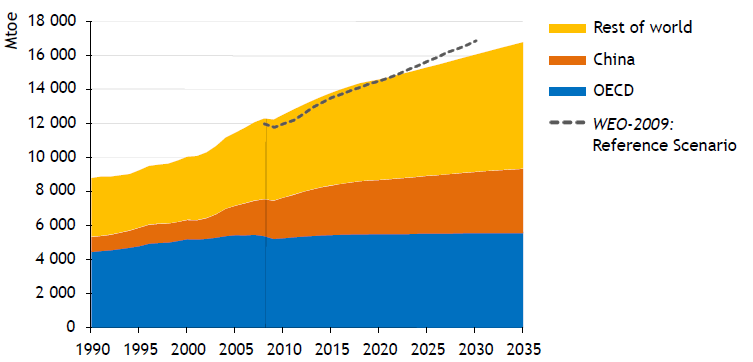 Mtoe
18 000
16 000
14 000
12 000
10 000
8 000
6 000
4 000
2 000
0
1990 1995 2000 2005 2010 2015 2020 2025 2030 2035
Rest of world
China
OECD
WEO-2009:
Reference Scenario